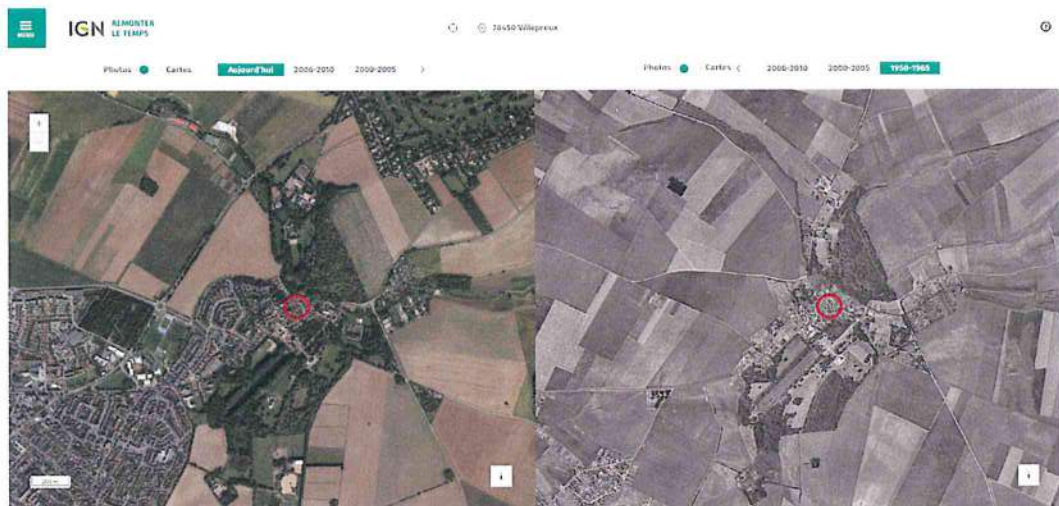 MENU
IGN REMONTER
LE TEMPS
78450 Villepreux
Photos Cartes Aujourd'hui 2006-2010 2000-2005 >
Photos Cartes < 2006-2010 2000-2005 1950-1965